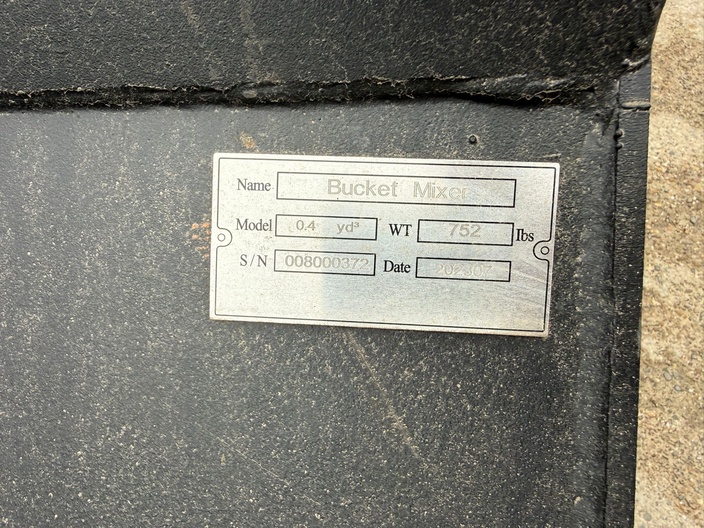 Name Bucket Mixer
Model 0.4 yd³ WT 752 lbs
S/N 008000372 Date 202307